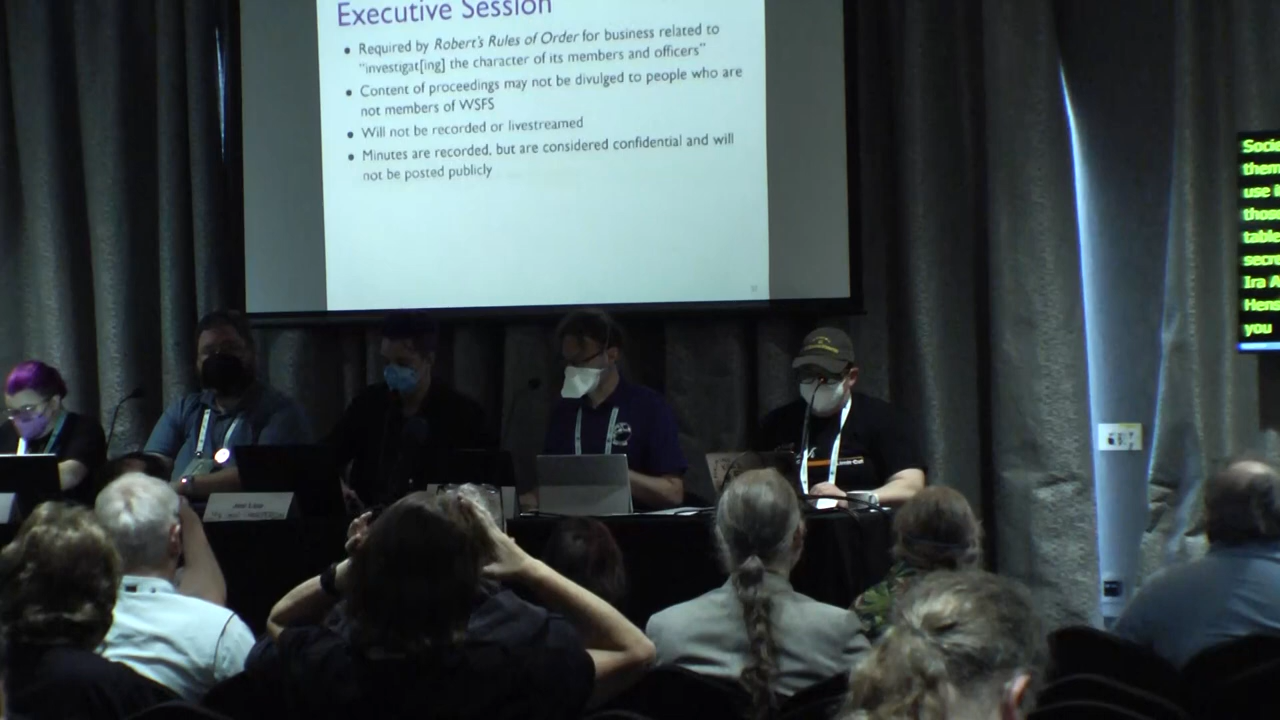 Executive Session
• Required by Robert's Rules of Order for business related to
"investigat[ing] the character of its members and officers"
• Content of proceedings may not be divulged to people who are
not members of WSFS
• Will not be recorded or livestreamed
• Minutes are recorded, but are considered confidential and will
not be posted publicly
Socie
them
use i
thos
table
secre
Ira A
Hens
you